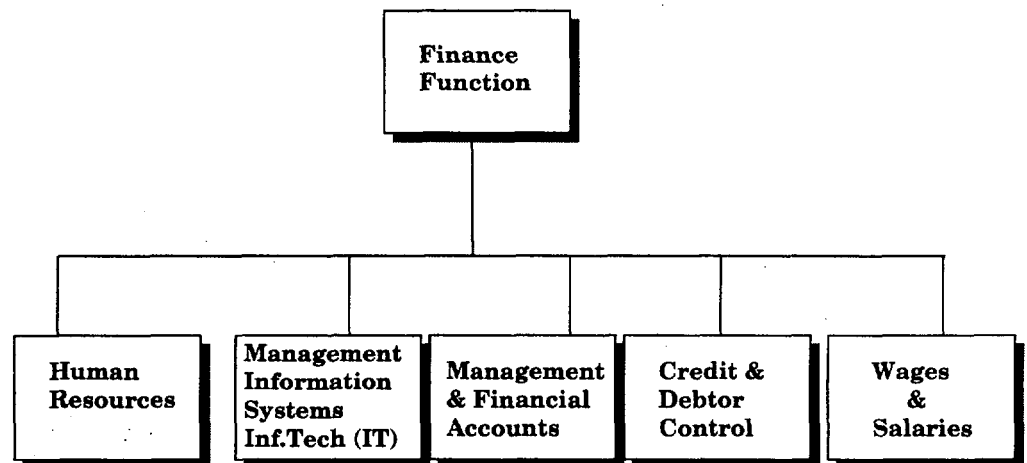 Finance
Function
Human
Resources
Management
Information
Systems
Inf.Tech (IT)
Management
& Financial
Accounts
Credit &
Debtor
Control
Wages
&
Salaries